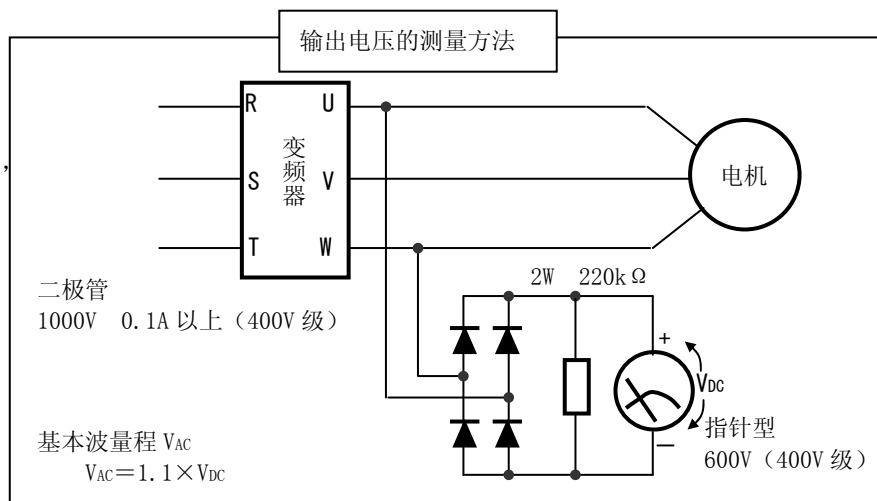 输出电压的测量方法
R U
变频器
S V
T W
电机
,
二极管
1000V 0.1A 以上（400V 级）
2W 220kΩ
+
VDC
—
指针型
600V（400V 级）
基本波量程 VAC
VAC＝1.1×VDC